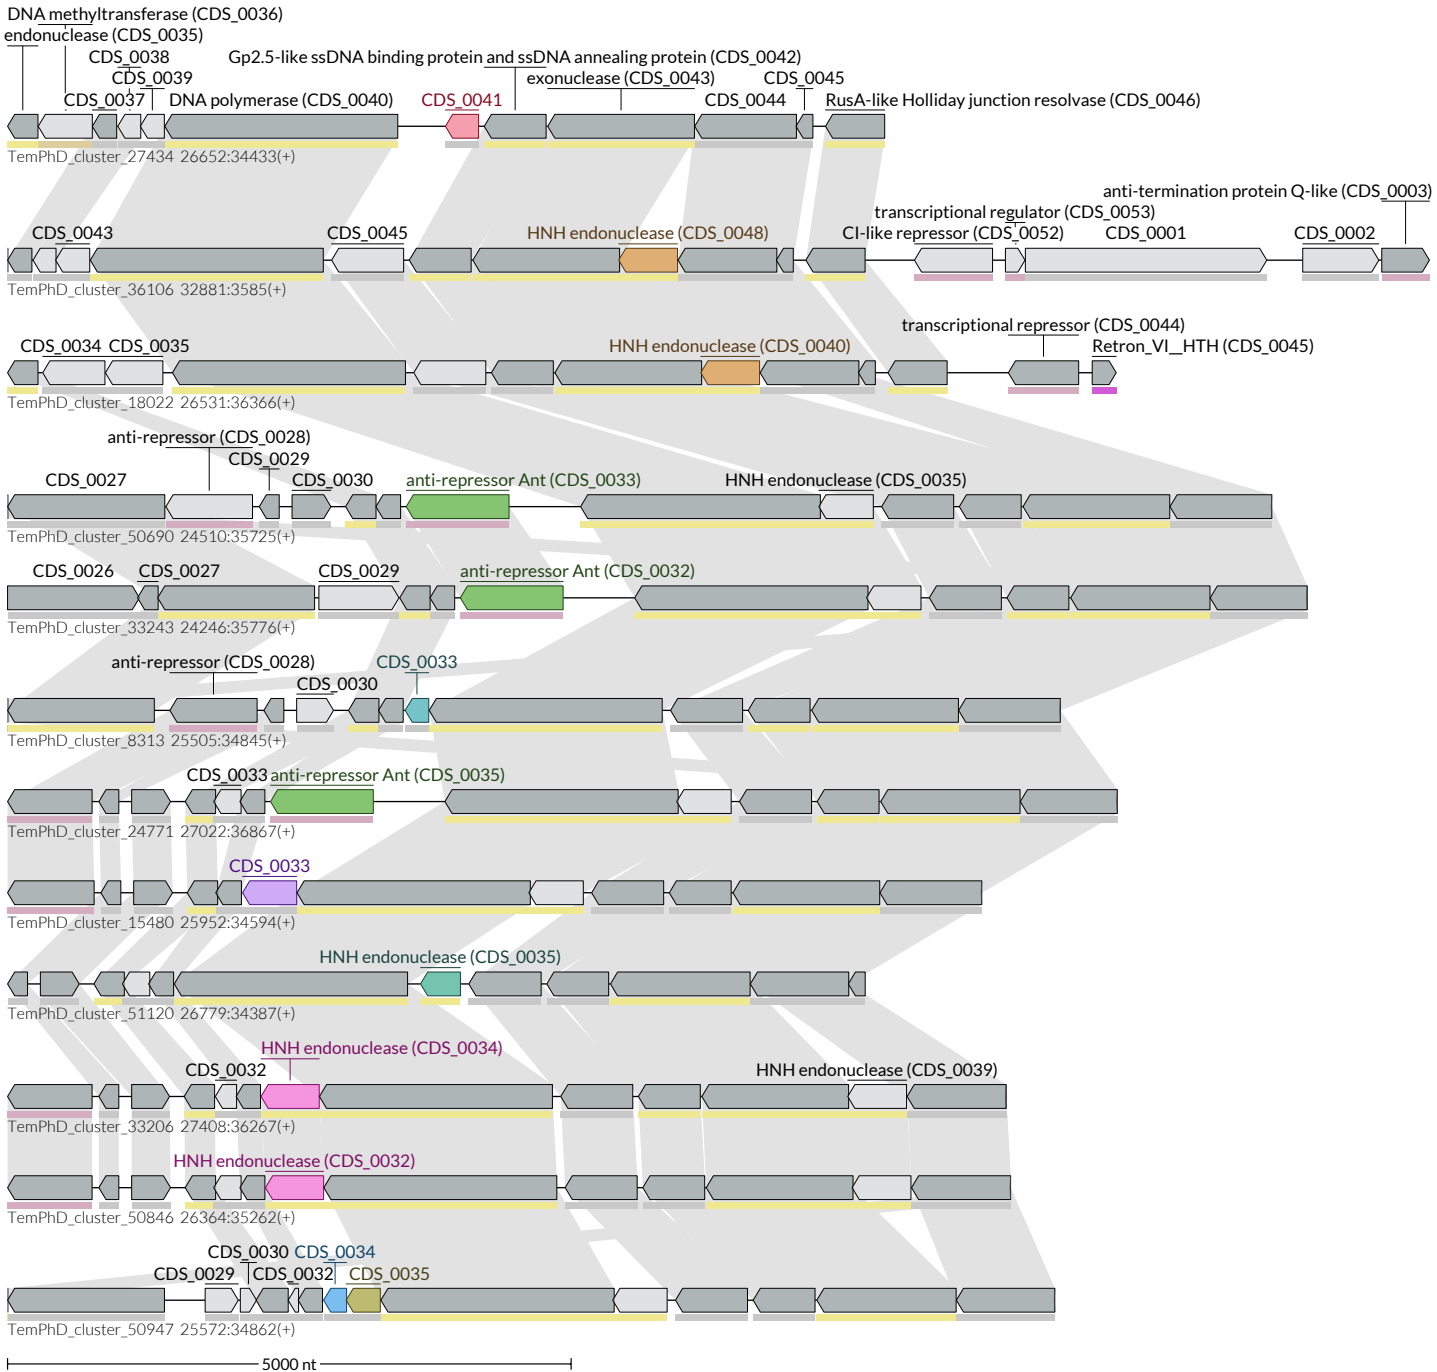 DNA methyltransferase (CDS_0036)
endonuclease (CDS_0035)
CDS_0038
Gp2.5-like ssDNA binding protein and ssDNA annealing protein (CDS_0042)
CDS_0039
exonuclease (CDS_0043)
CDS_0045
CDS_0037
DNA polymerase (CDS_0040)
CDS_0041
CDS_0044
RusA-like Holliday junction resolvase (CDS_0046)
TemPhD_cluster_27434 26652:34433(+)
anti-termination protein Q-like (CDS_0003)
transcriptional regulator (CDS_0053)
CDS_0043
CDS_0045
HNH endonuclease (CDS_0048)
CI-like repressor (CDS_0052)
CDS_0001
CDS_0002
TemPhD_cluster_36106 32881:3585(+)
transcriptional repressor (CDS_0044)
CDS_0034
CDS_0035
HNH endonuclease (CDS_0040)
Retron_VI__HTH (CDS_0045)
TemPhD_cluster_18022 26531:36366(+)
anti-repressor (CDS_0028)
CDS_0029
CDS_0027
CDS_0030
anti-repressor Ant (CDS_0033)
HNH endonuclease (CDS_0035)
TemPhD_cluster_50690 24510:35725(+)
CDS_0026
CDS_0027
CDS_0029
anti-repressor Ant (CDS_0032)
TemPhD_cluster_33243 24246:35776(+)
anti-repressor (CDS_0028)
CDS_0033
CDS_0030
TemPhD_cluster_8313 25505:34845(+)
CDS_0033
anti-repressor Ant (CDS_0035)
TemPhD_cluster_24771 27022:36867(+)
CDS_0033
TemPhD_cluster_15480 25952:34594(+)
HNH endonuclease (CDS_0035)
TemPhD_cluster_51120 26779:34387(+)
HNH endonuclease (CDS_0034)
CDS_0032
HNH endonuclease (CDS_0039)
TemPhD_cluster_33206 27408:36267(+)
HNH endonuclease (CDS_0032)
TemPhD_cluster_50846 26364:35262(+)
CDS_0030
CDS_0034
CDS_0029
CDS_0032
CDS_0035
TemPhD_cluster_50947 25572:34862(+)
5000 nt